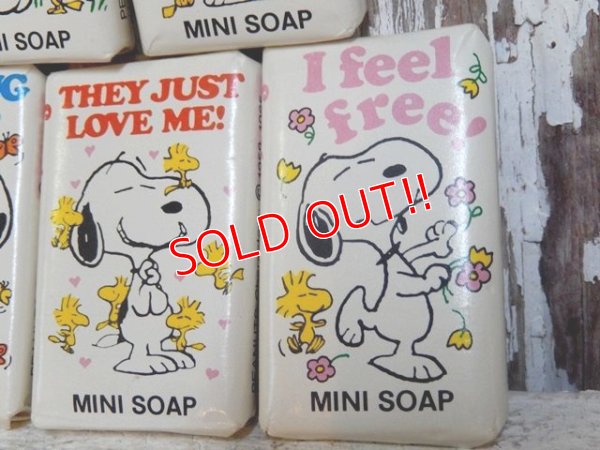 MINI SOAP
MINI SOAP
THEY JUST
LOVE ME!
MINI SOAP
I feel
free!
MINI SOAP
SOLD OUT!!